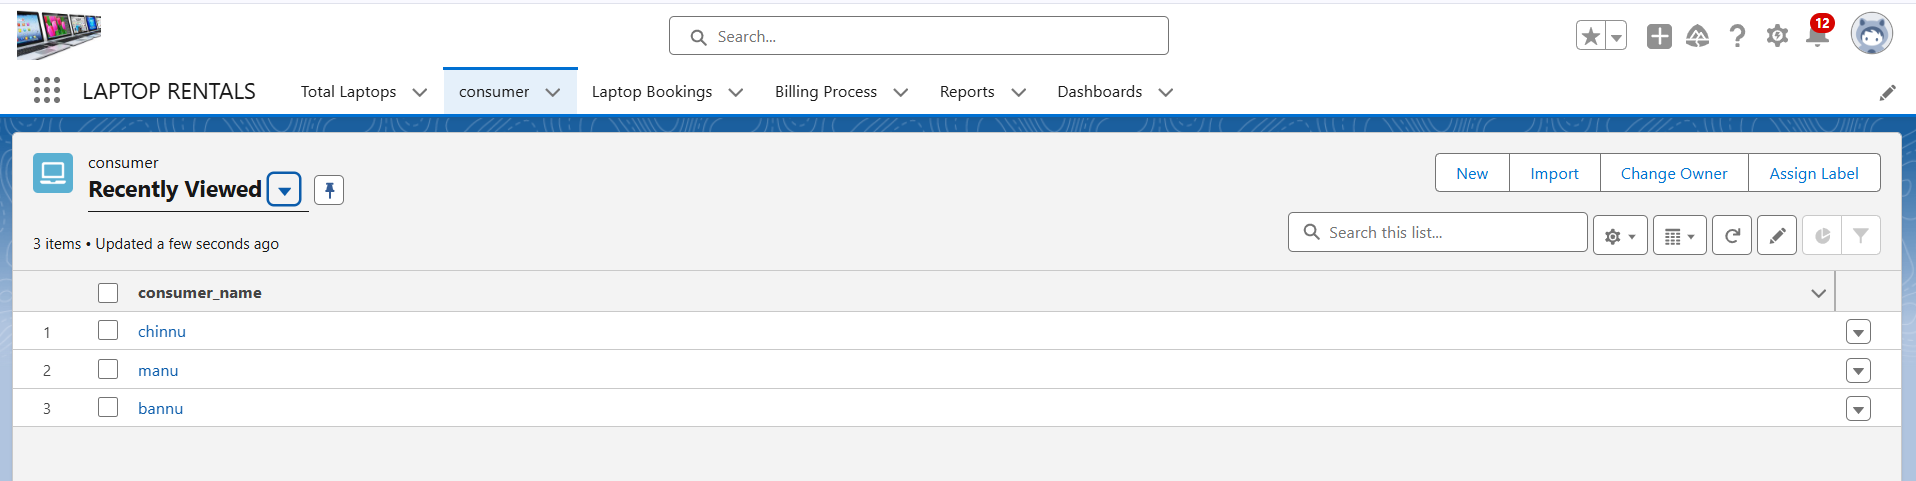 Search...
12
LAPTOP RENTALS Total Laptops consumer Laptop Bookings Billing Process Reports Dashboards
consumer
Recently Viewed
New Import Change Owner Assign Label
3 items • Updated a few seconds ago
Search this list...
consumer_name
1 chinnu
2 manu
3 bannu